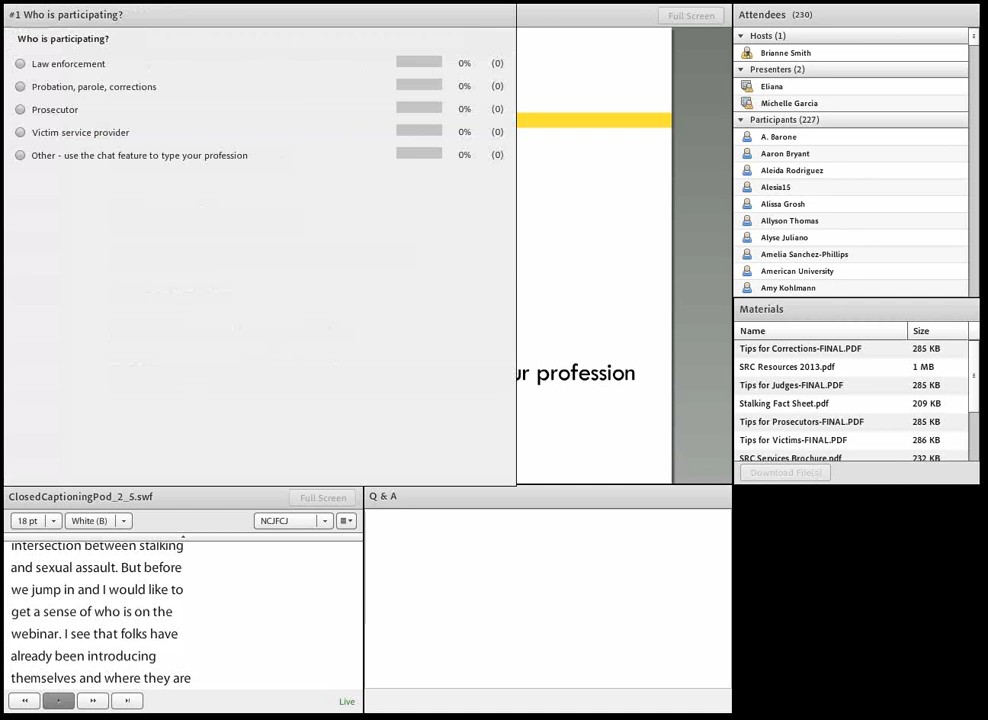 #1 Who is participating?
Who is participating?
Law enforcement 0% (0)
Probation, parole, corrections 0% (0)
Prosecutor 0% (0)
Victim service provider 0% (0)
Other - use the chat feature to type your profession 0% (0)
Full Screen
ur profession
Attendees (230)
Hosts (1)
Brianne Smith
Presenters (2)
Eliana
Michelle Garcia
Participants (227)
A. Barone
Aaron Bryant
Aleida Rodriguez
Alesia15
Alissa Grosh
Allyson Thomas
Alyse Juliano
Amelia Sanchez-Phillips
American University
Amy Kohlmann
Materials
Name Size
Tips for Corrections-FINAL.PDF 285 KB
SRC Resources 2013.pdf 1 MB
Tips for Judges-FINAL.PDF 285 KB
Stalking Fact Sheet.pdf 209 KB
Tips for Prosecutors-FINAL.PDF 285 KB
Tips for Victims-FINAL.PDF 286 KB
SRC Services Brochure.pdf 232 KB
Download File(s)
ClosedCaptioningPod_2_5.swf Full Screen
18 pt White (B) NCJFCJ
intersection between stalking
and sexual assault. But before
we jump in and I would like to
get a sense of who is on the
webinar. I see that folks have
already been introducing
themselves and where they are
Live
Q & A